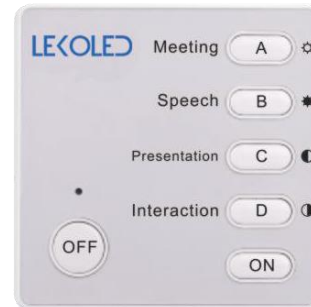 LEKOLED
Meeting A
Speech B
Presentation C
Interaction D
OFF
ON